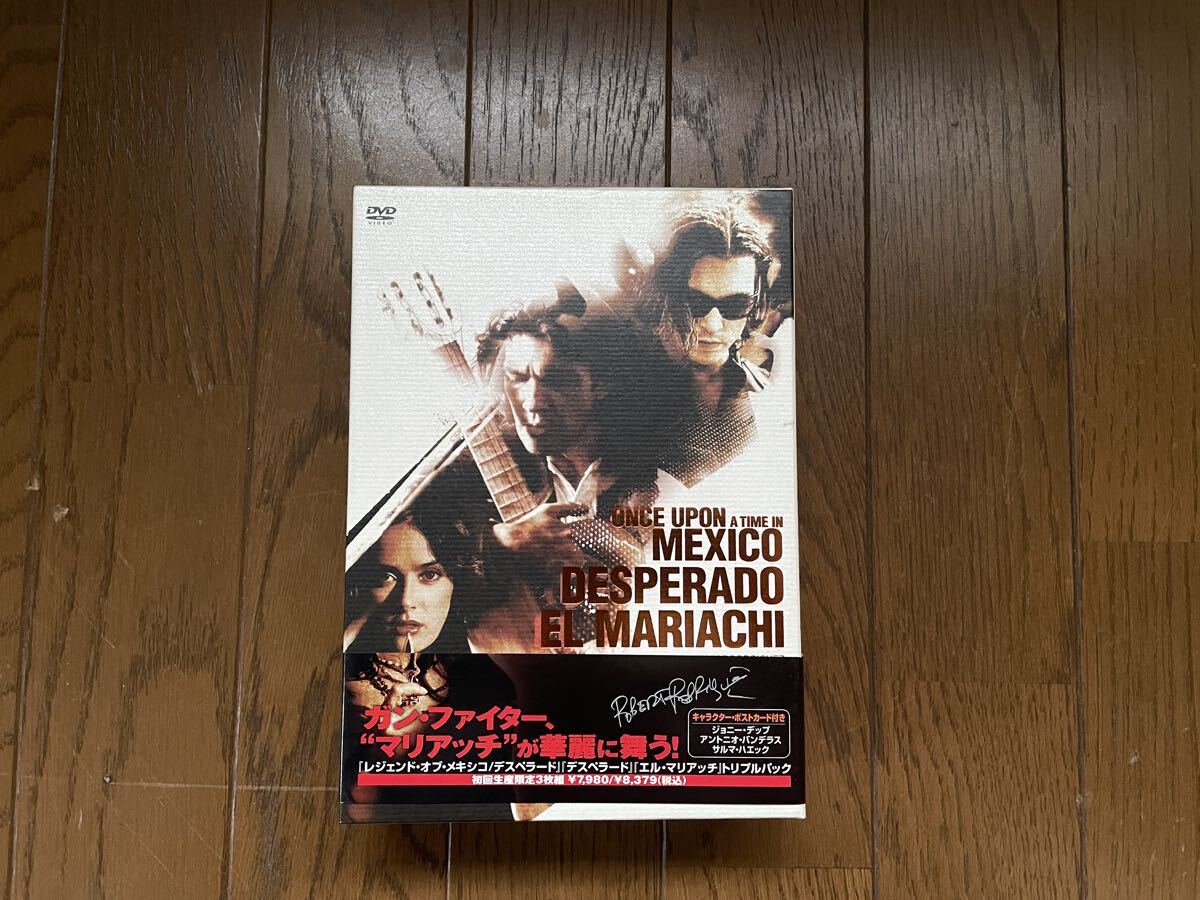 DVD
VIDEO
ONCE UPON A TIME IN
MEXICO
DESPERADO
EL MARIACHI
ROBERT RODRIGUEZ
ガン・ファイター、
“マリアッチ”が華麗に舞う!
キャラクター・ポストカード付き
ジョニー・デップ
アントニオ・バンデラス
サルマ・ハエック
「レジェンド・オブ・メキシコ/デスペラード」「デスペラード」「エル・マリアッチ」トリプルパック
初回生産限定3枚組 ¥7,980/¥8,379(税込)